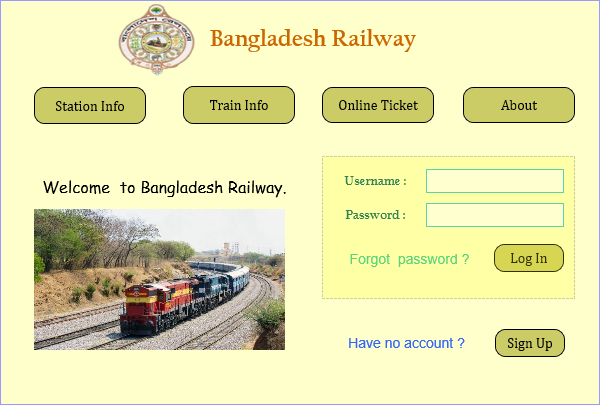 Bangladesh Railway
Station Info
Train Info
Online Ticket
About
Welcome  to Bangladesh Railway.
Username :
Password :
Forgot  password ?
Log In
Have no account ?
Sign Up